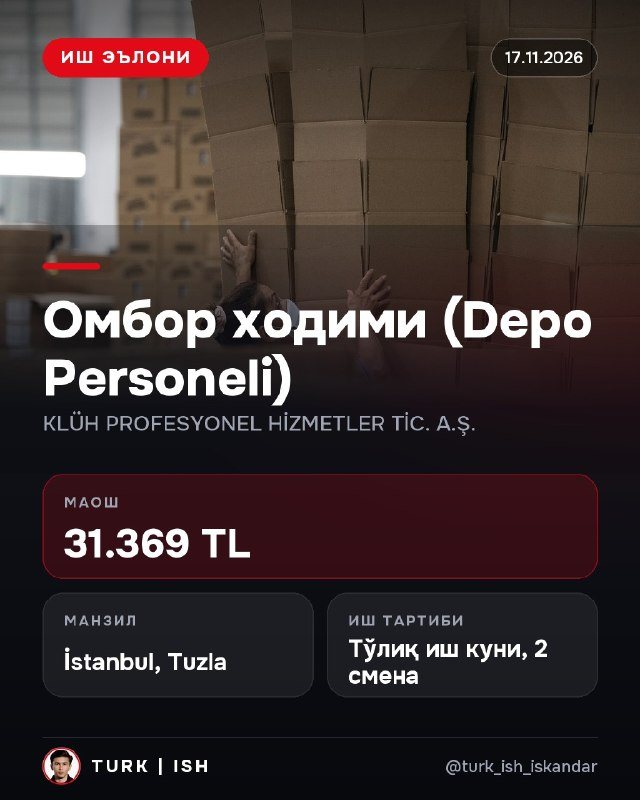 ИШ ЭЪЛОНИ
17.11.2026
Омбор ходими (Depo
Personeli)
KLÜH PROFESYONEL HİZMETLER TİC. A.Ş.
МАОШ
31.369 TL
МАНЗИЛ
İstanbul, Tuzla
ИШ ТАРТИБИ
Тўлиқ иш куни, 2
смена
TURK | ISH
@turk_ish_iskandar